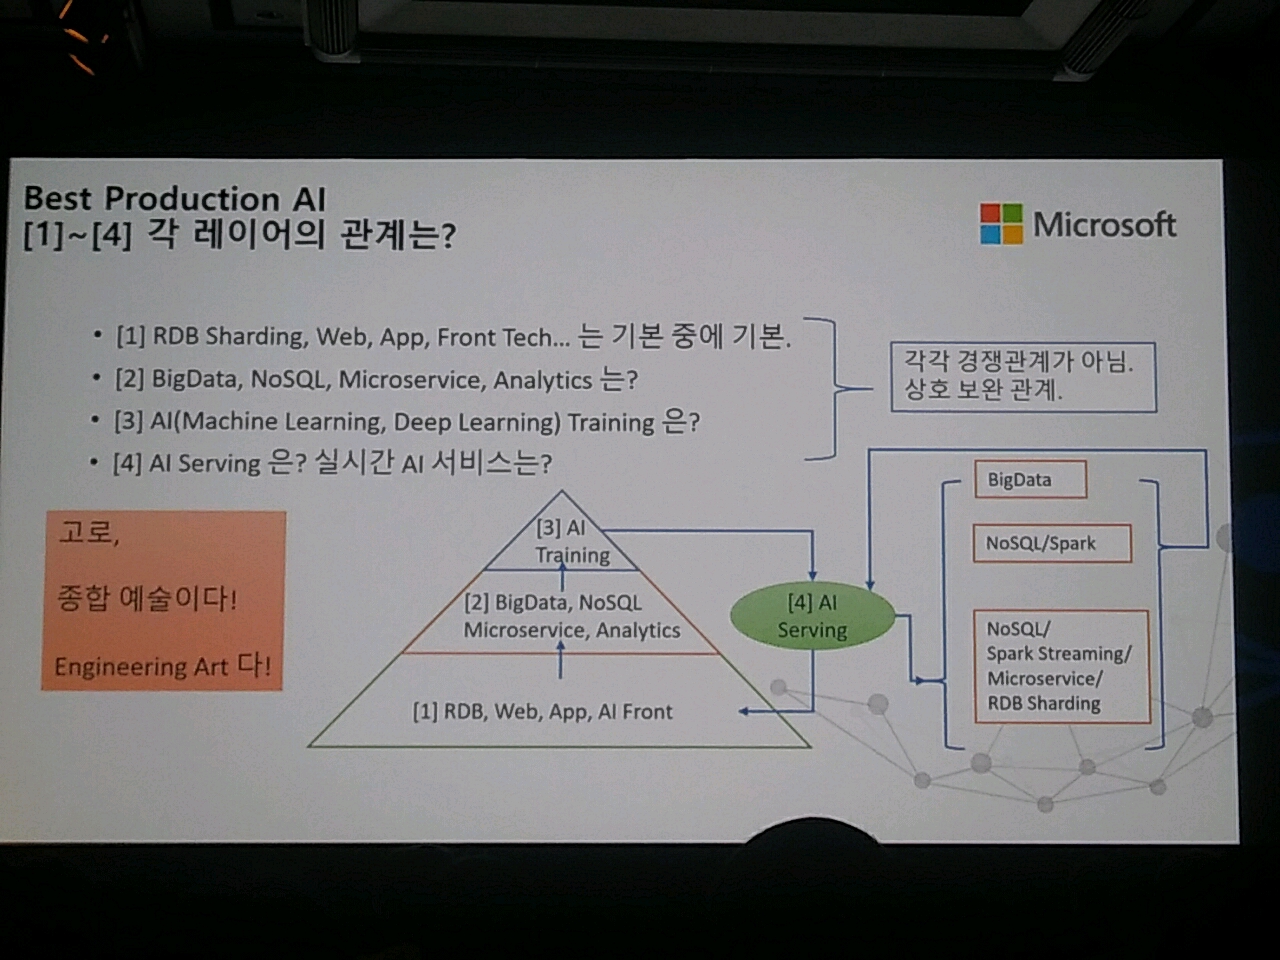 Best Production AI
[1]~[4] 각 레이어의 관계는?
Microsoft
• [1] RDB Sharding, Web, App, Front Tech... 는 기본 중에 기본.
• [2] BigData, NoSQL, Microservice, Analytics 는?
• [3] AI(Machine Learning, Deep Learning) Training 은?
• [4] AI Serving 은? 실시간 AI 서비스는?
각각 경쟁관계가 아님.
상호 보완 관계.
고로,
종합 예술이다!
Engineering Art 다!
[3] AI
Training
[2] BigData, NoSQL
Microservice, Analytics
[1] RDB, Web, App, AI Front
[4] AI
Serving
BigData
NoSQL/Spark
NoSQL/
Spark Streaming/
Microservice/
RDB Sharding